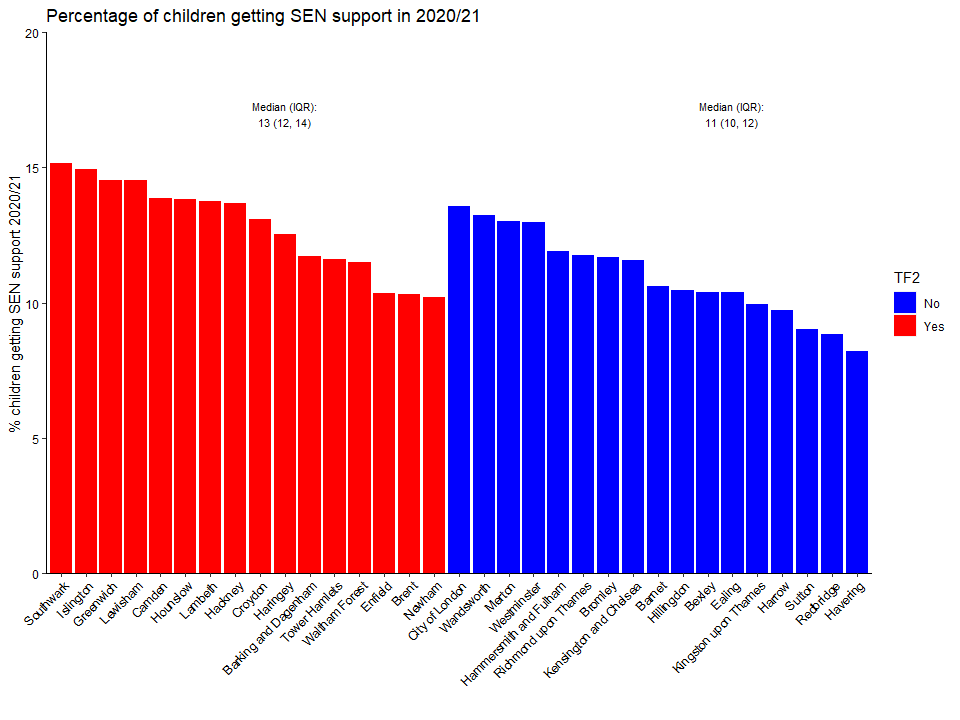 Percentage of children getting SEN support in 2020/21
% children getting SEN support 2020/21
20
15
10
5
0
Median (IQR):
13 (12, 14)
Median (IQR):
11 (10, 12)
Southwark
Islington
Greenwich
Lewisham
Camden
Hounslow
Lambeth
Hackney
Croydon
Haringey
Barking and Dagenham
Tower Hamlets
Waltham Forest
Enfield
Brent
Newham
City of London
Wandsworth
Merton
Westminster
Hammersmith and Fulham
Richmond upon Thames
Bromley
Kensington and Chelsea
Barnet
Hillingdon
Bexley
Ealing
Kingston upon Thames
Harrow
Sutton
Redbridge
Havering
TF2
No
Yes